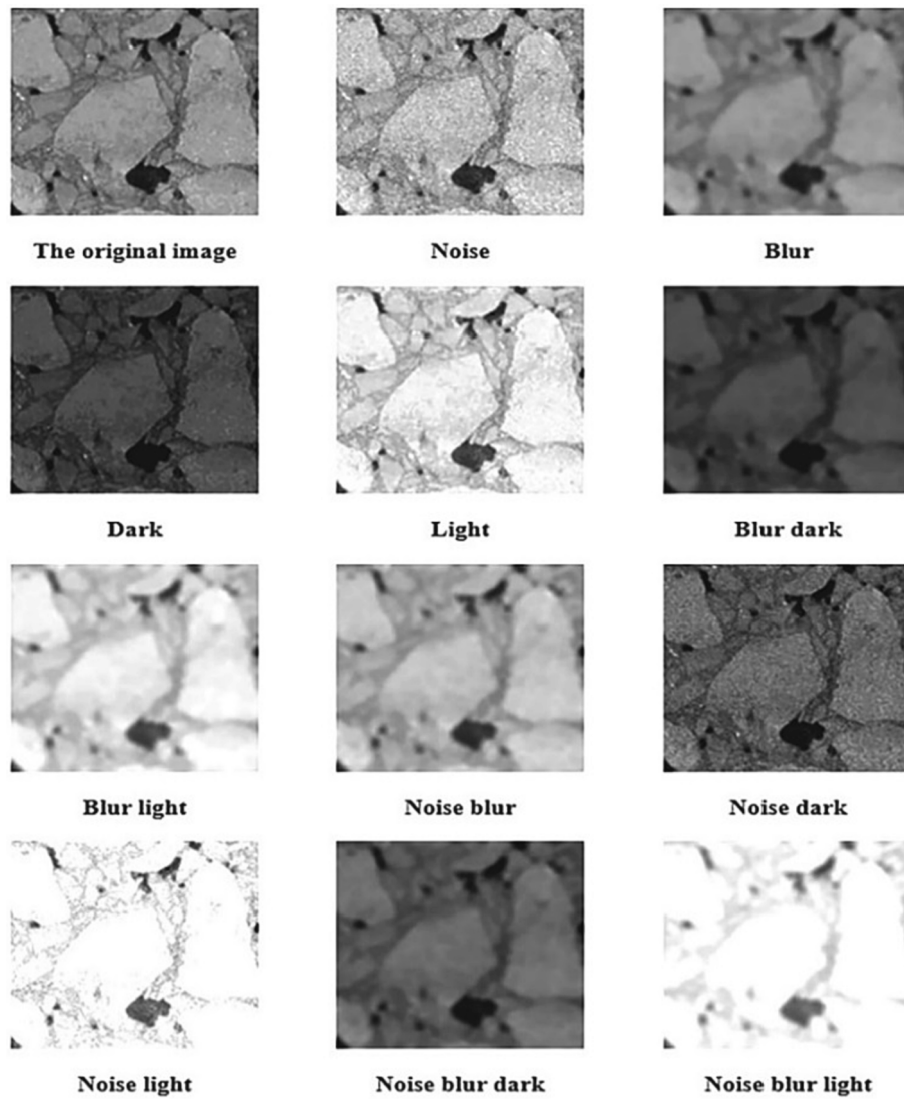 The original image
Noise
Blur
Dark
Light
Blur dark
Blur light
Noise blur
Noise dark
Noise light
Noise blur dark
Noise blur light